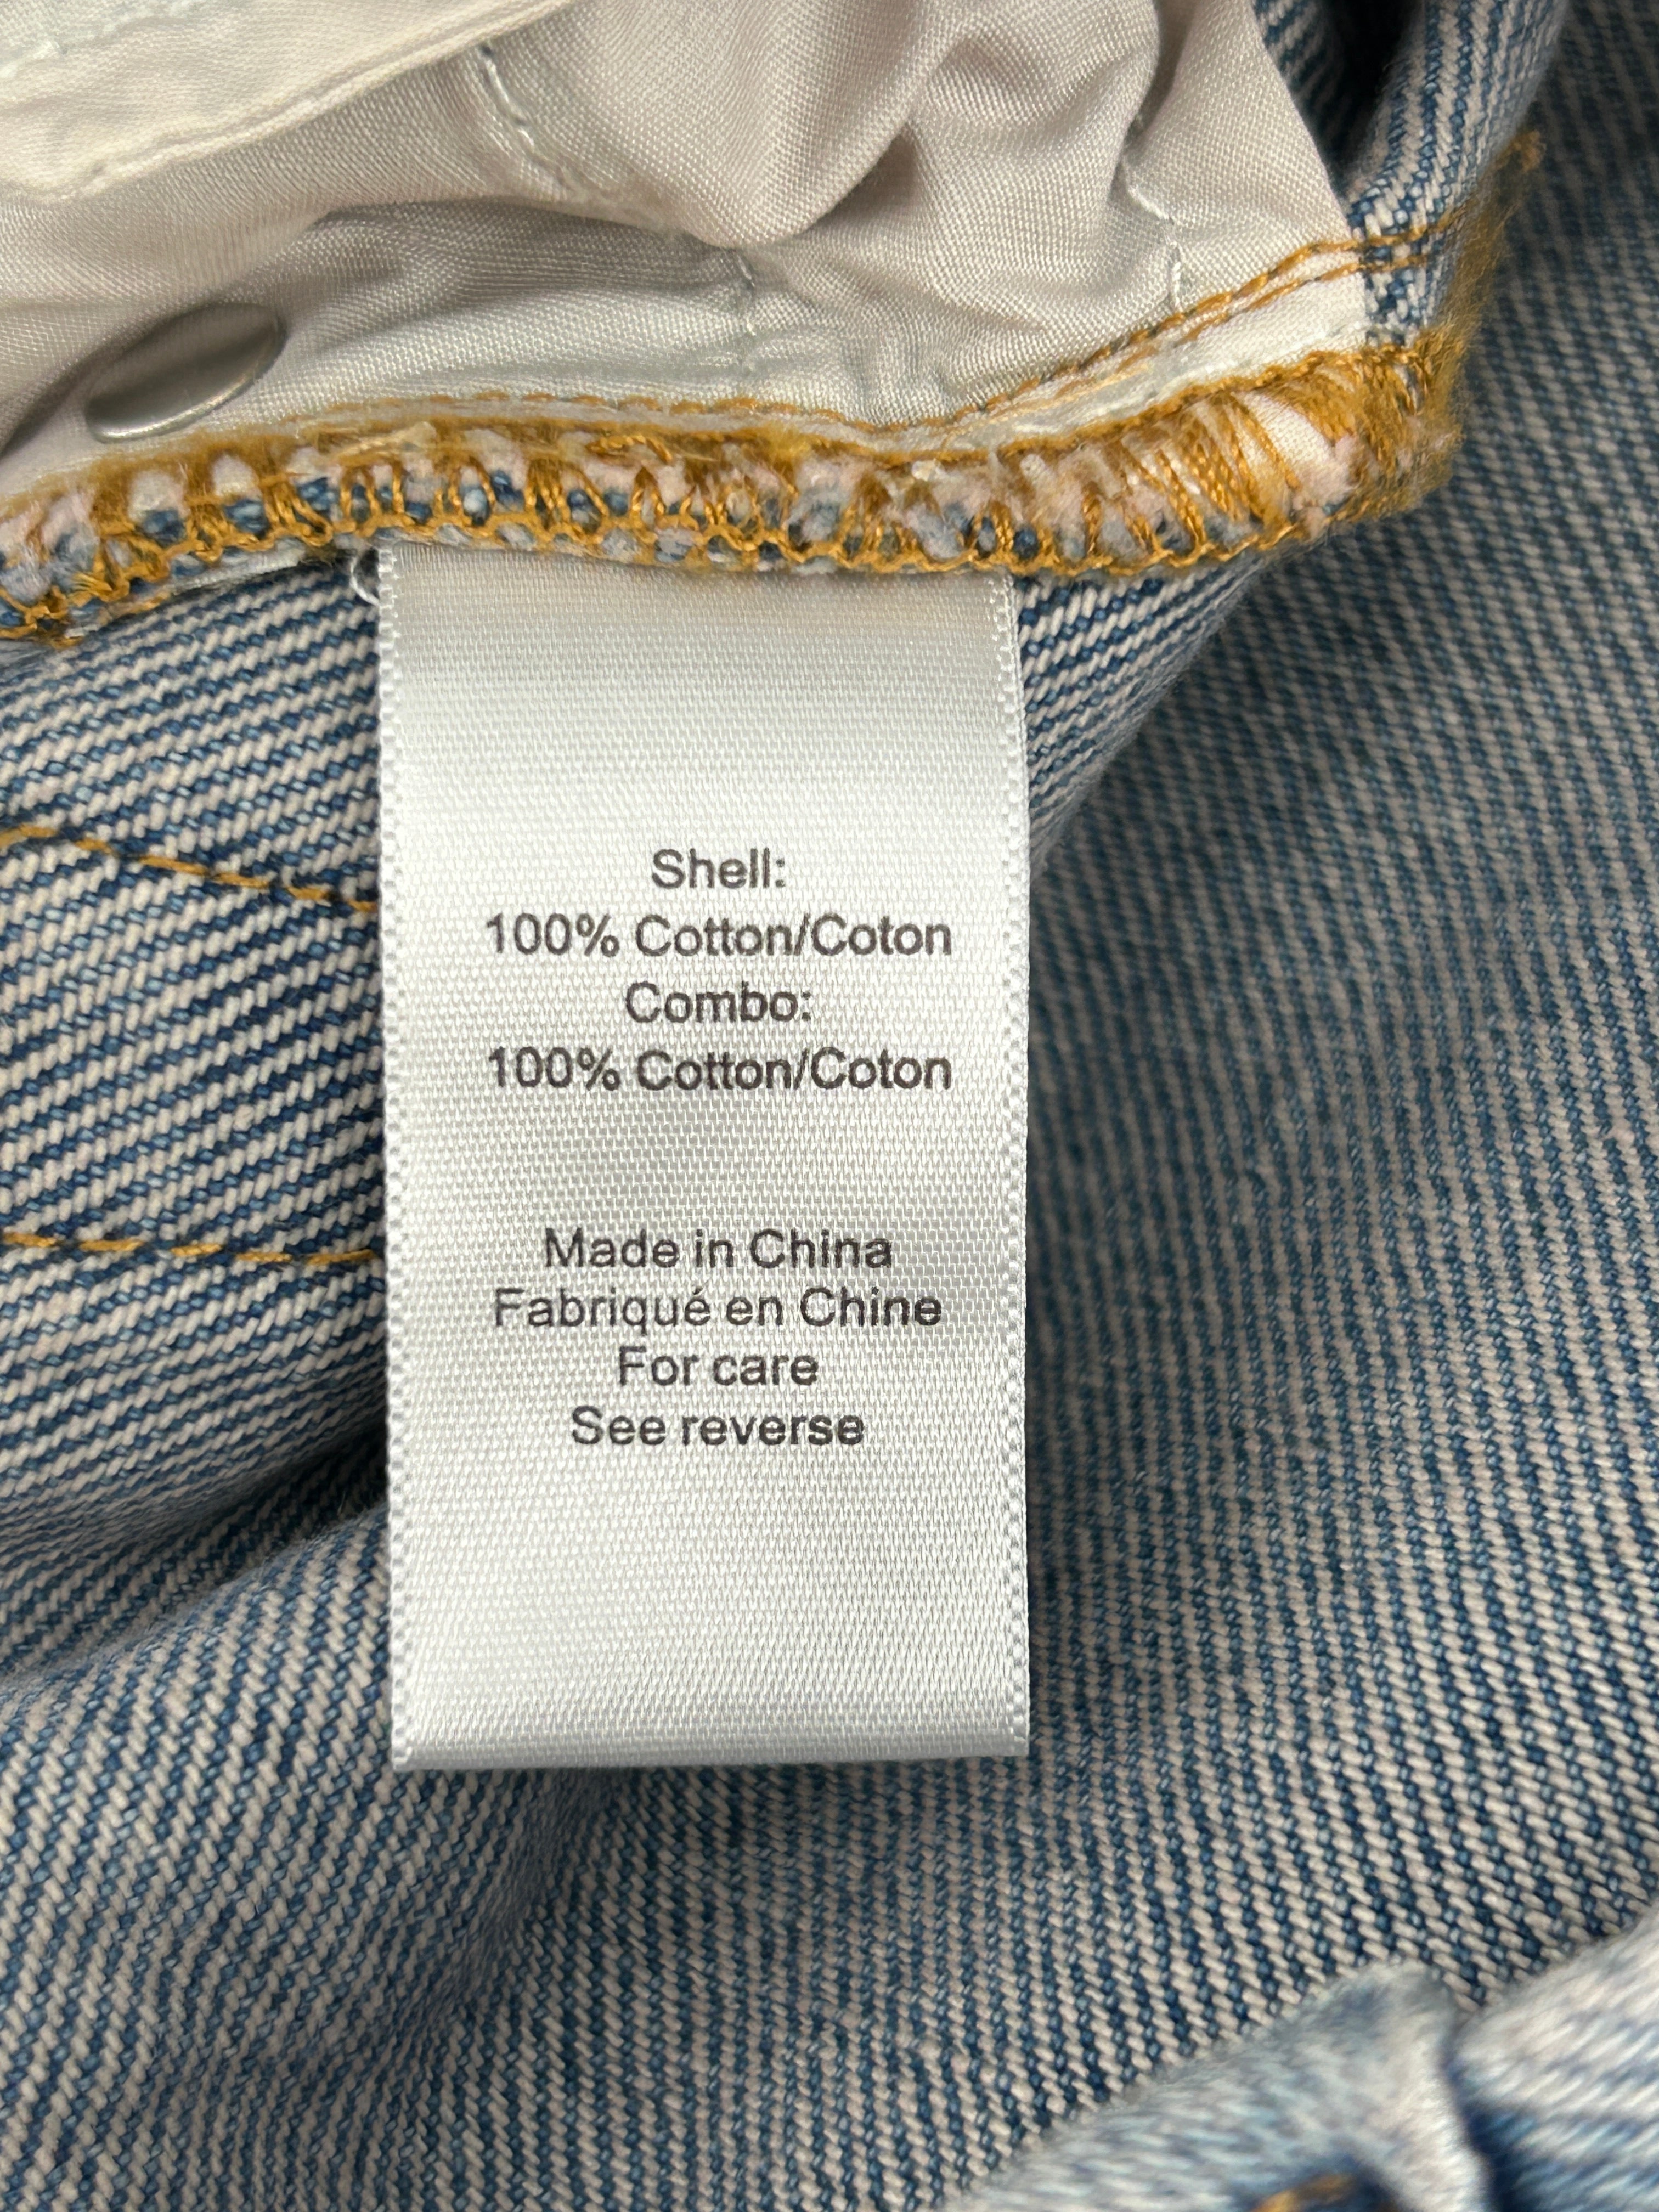 Shell:
100% Cotton/Coton
Combo:
100% Cotton/Coton
Made in China
Fabriqué en Chine
For care
See reverse